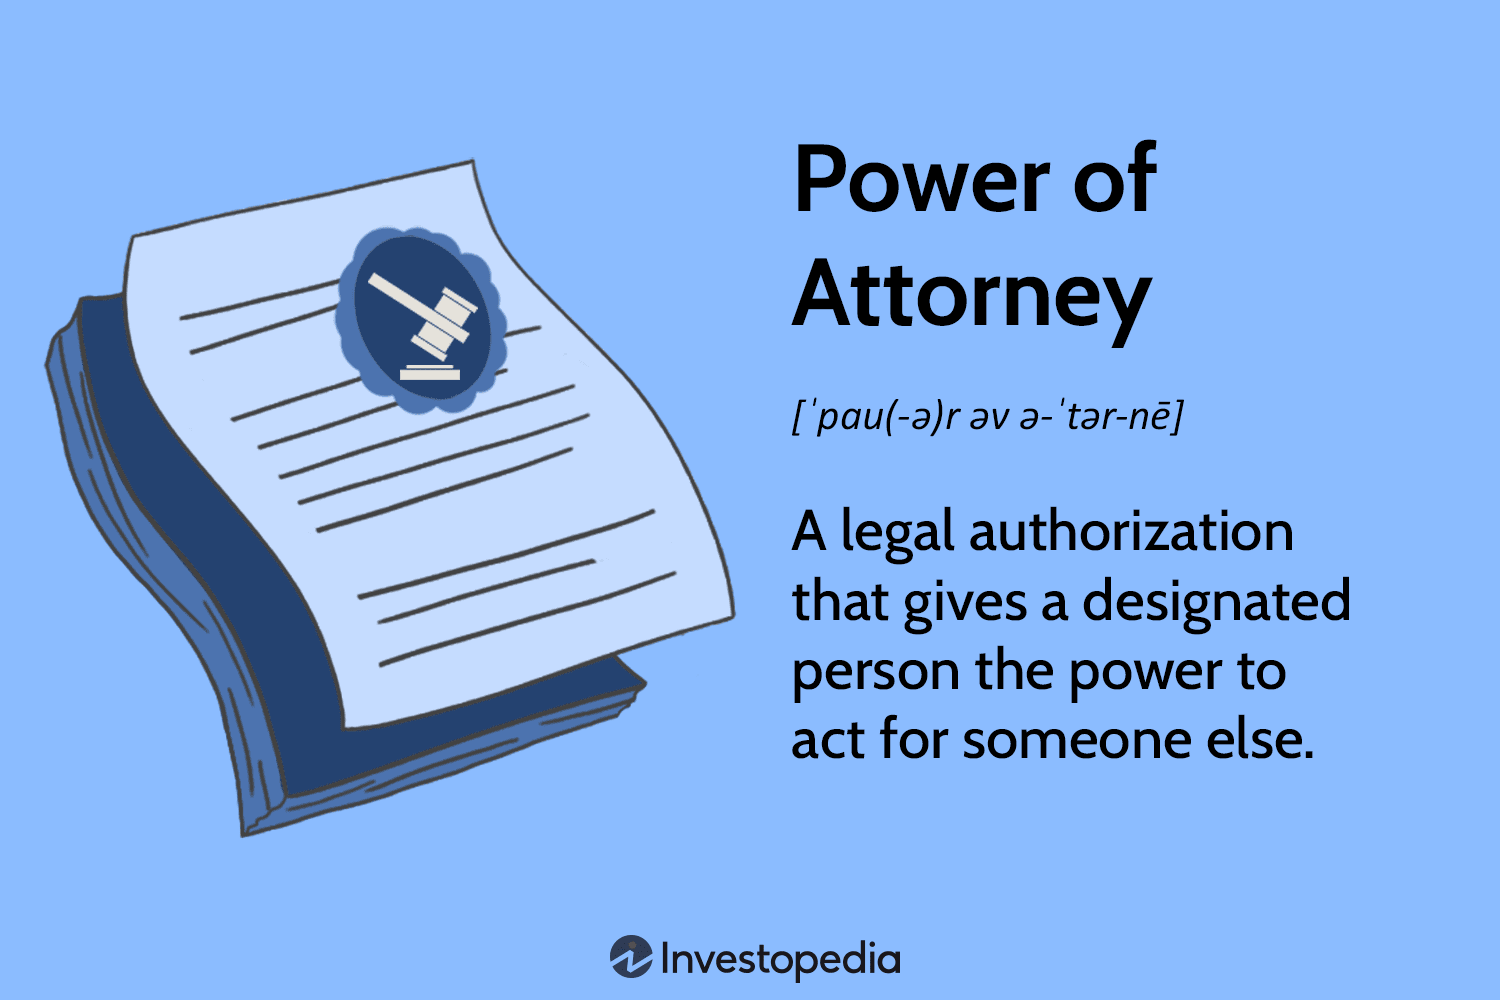 Power of
Attorney
[ˈpau(-ə)r əv ə-ˈtər-nē]
A legal authorization
that gives a designated
person the power to
act for someone else.
Investopedia